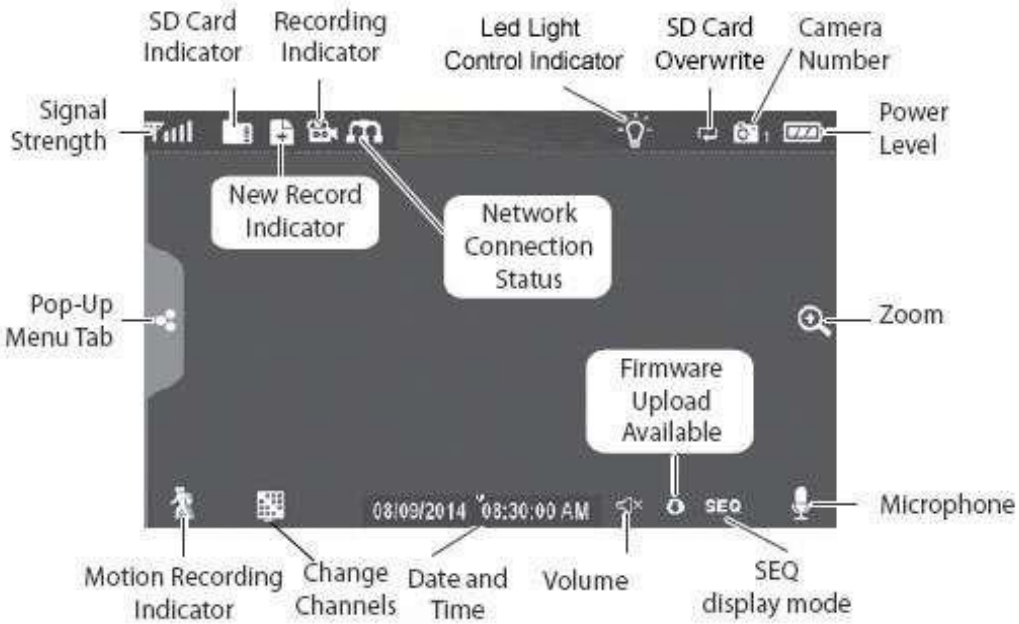 SD Card
Indicator
Recording
Indicator
Led Light
Control Indicator
SD Card
Overwrite
Camera
Number
Signal
Strength
1
Power
Level
New Record
Indicator
Network
Connection
Status
Pop-Up
Menu Tab
Zoom
Firmware
Upload
Available
08/09/2014 08:30:00 AM
SEQ
Microphone
Motion Recording
Indicator
Change
Channels
Date and
Time
Volume
SEQ
display mode